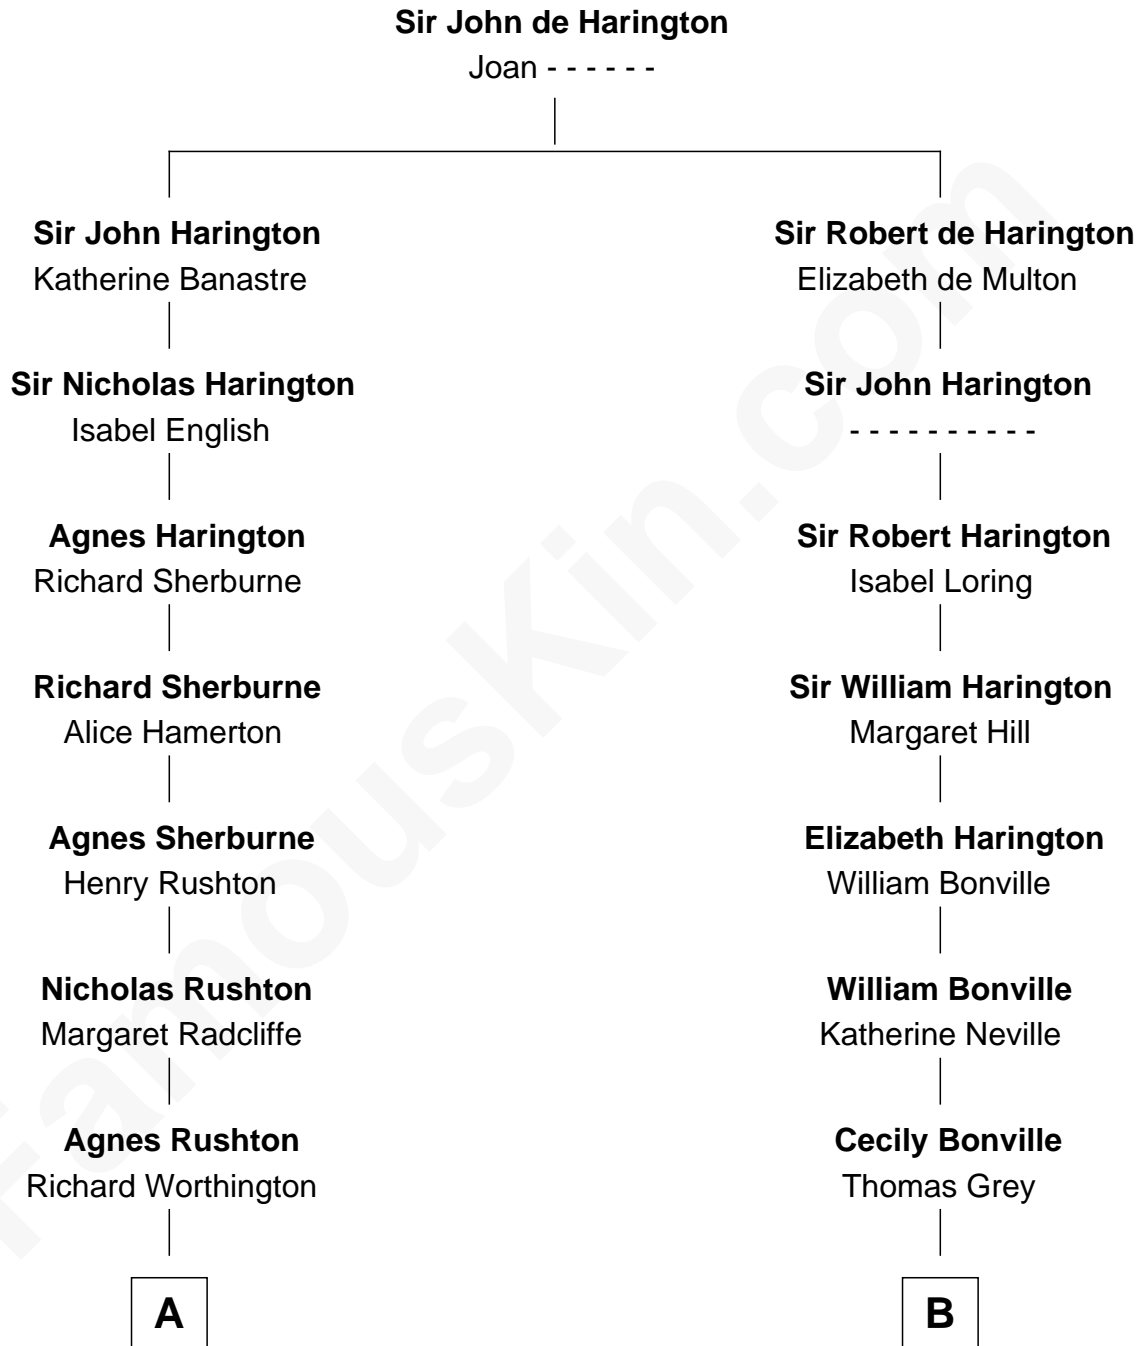 Sir John de Harington
Joan - - - - - -
Sir John Harington
Katherine Banastre
Sir Robert de Harington
Elizabeth de Multon
Sir Nicholas Harington
Isabel English
Sir John Harington
- - - - - - - - - -
Agnes Harington
Richard Sherburne
Sir Robert Harington
Isabel Loring
Richard Sherburne
Alice Hamerton
Sir William Harington
Margaret Hill
Agnes Sherburne
Henry Rushton
Elizabeth Harington
William Bonville
Nicholas Rushton
Margaret Radcliffe
William Bonville
Katherine Neville
Agnes Rushton
Richard Worthington
Cecily Bonville
Thomas Grey
A
B
FamousKin.com